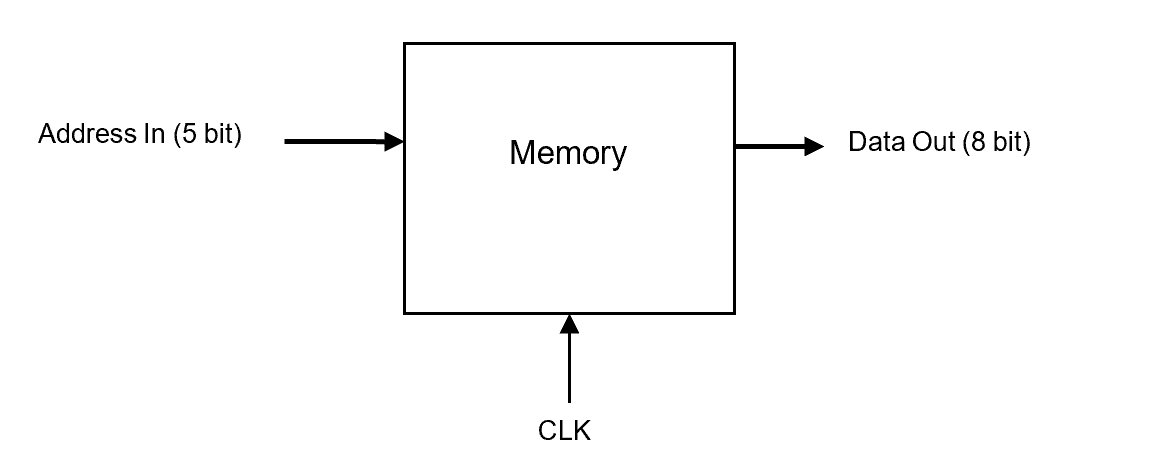 Address In (5 bit)
Memory
Data Out (8 bit)
CLK